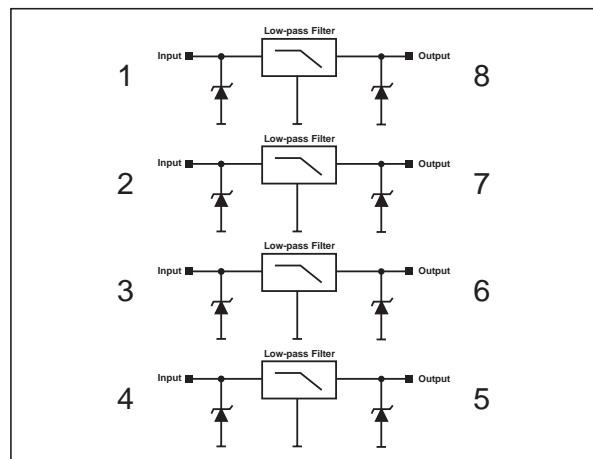 Low-pass Filter
Input Output
1 8
Low-pass Filter
Input Output
2 7
Low-pass Filter
Input Output
3 6
Low-pass Filter
Input Output
4 5